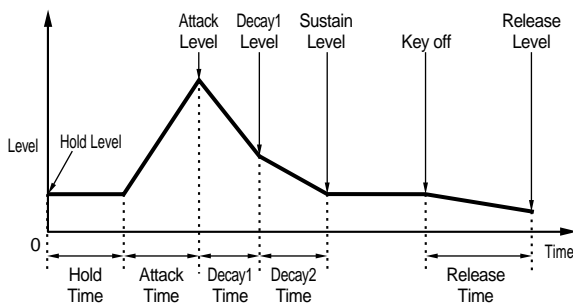 Attack
Level
Decay1
Level
Sustain
Level
Key off
Release
Level
Hold Level
Level
0
Time
Hold
Time
Attack
Time
Decay1
Time
Decay2
Time
Release
Time